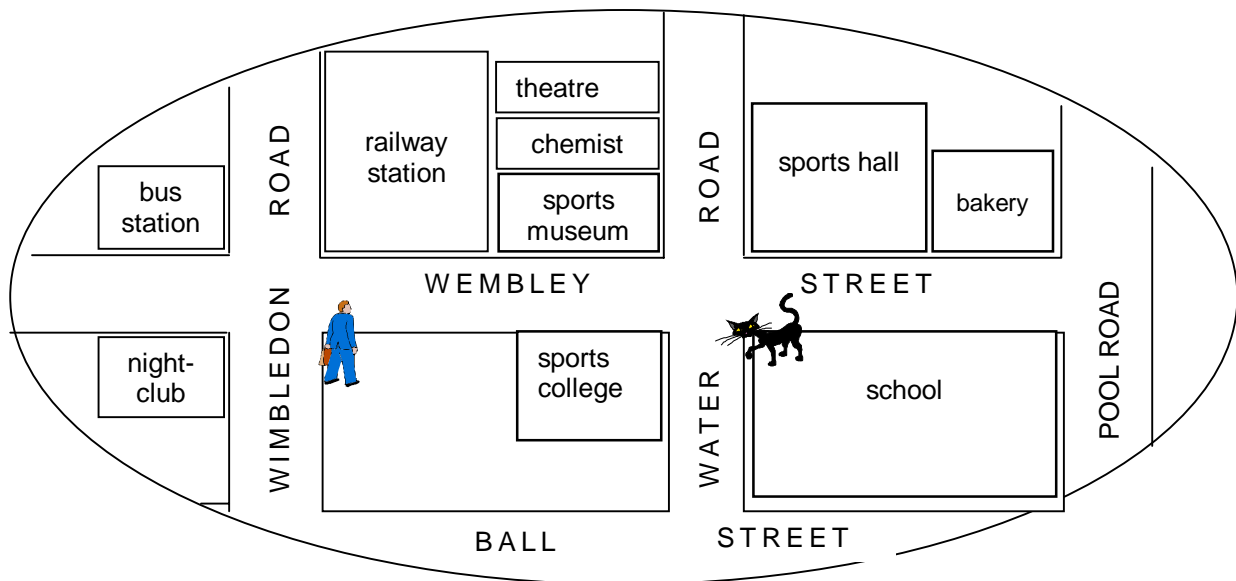 theatre
chemist
railway
station
sports
museum
bus
station
ROAD
ROAD
sports hall
bakery
WEMBLEY STREET
WIMBLEDON
night-
club
sports
college
WATER
school
POOL ROAD
BALL STREET